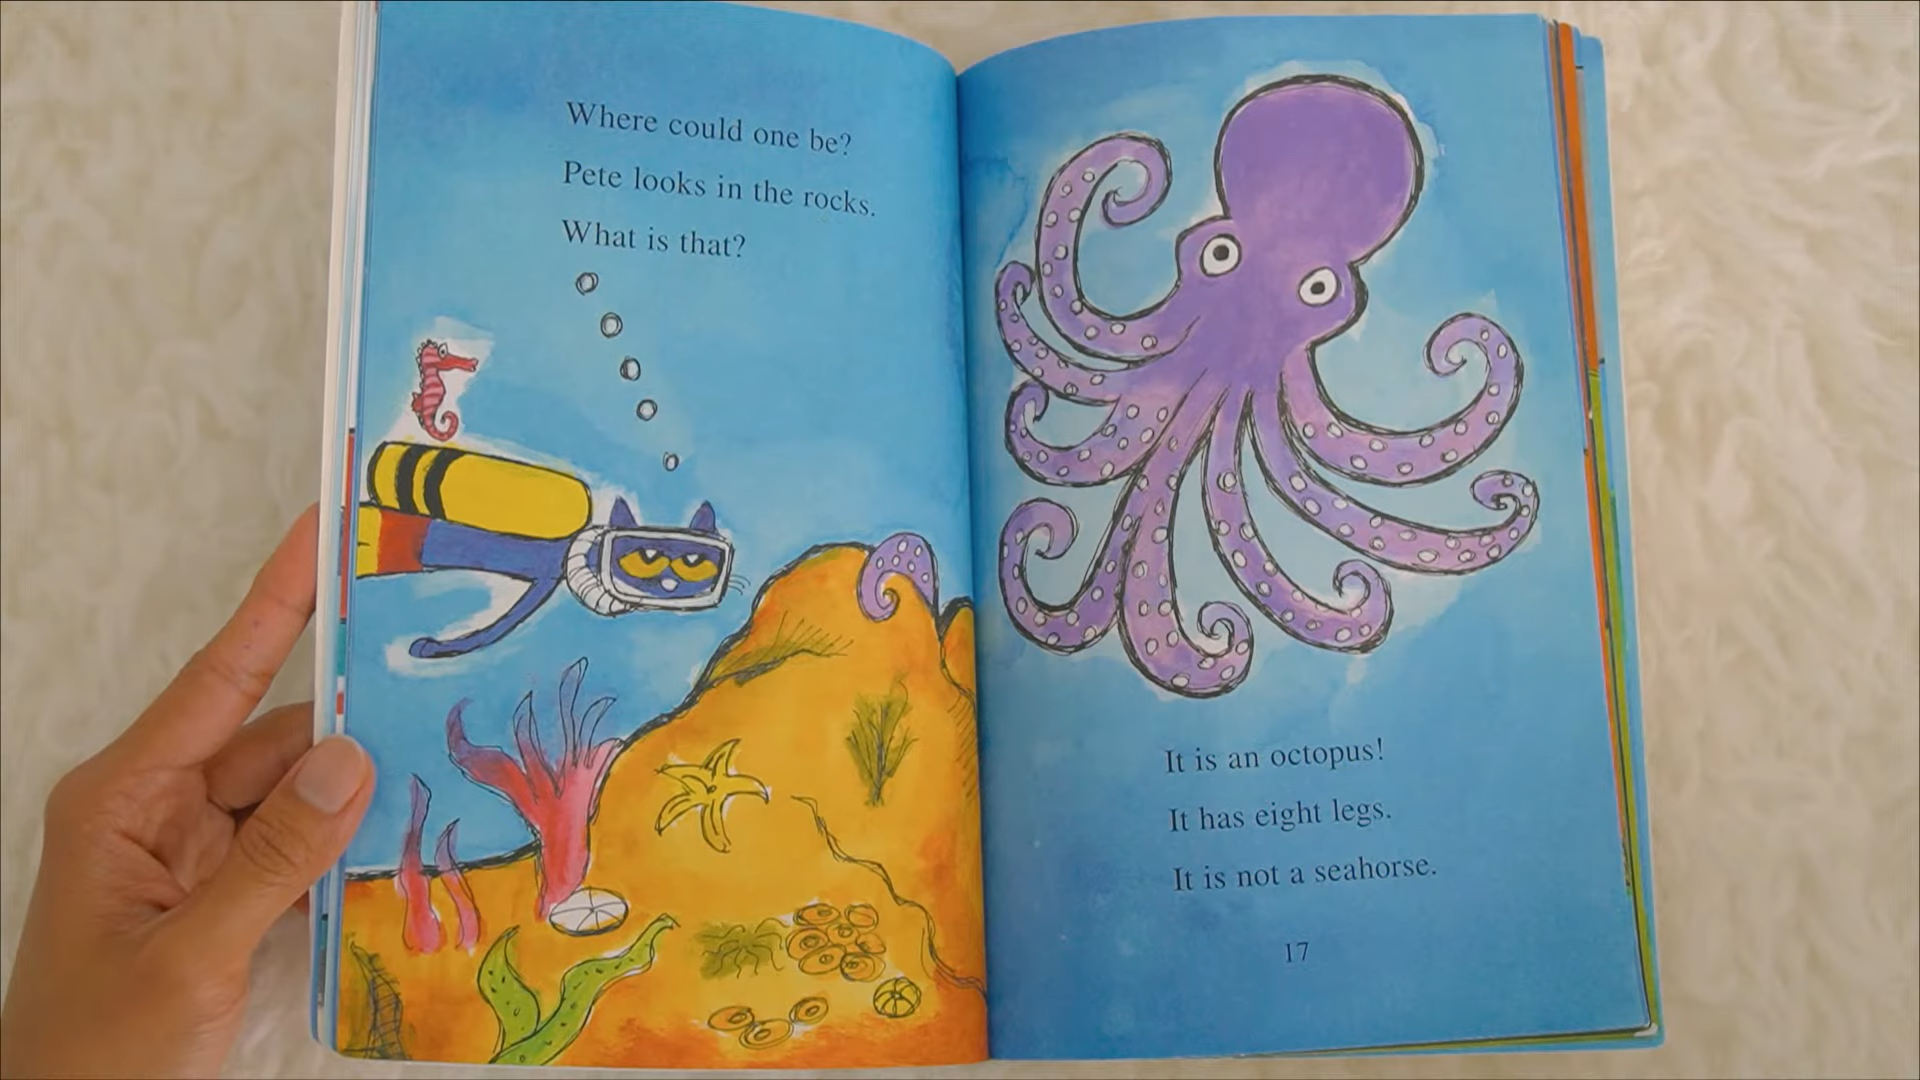 Where could one be?
Pete looks in the rocks.
What is that?
It is an octopus!
It has eight legs.
It is not a seahorse.
17